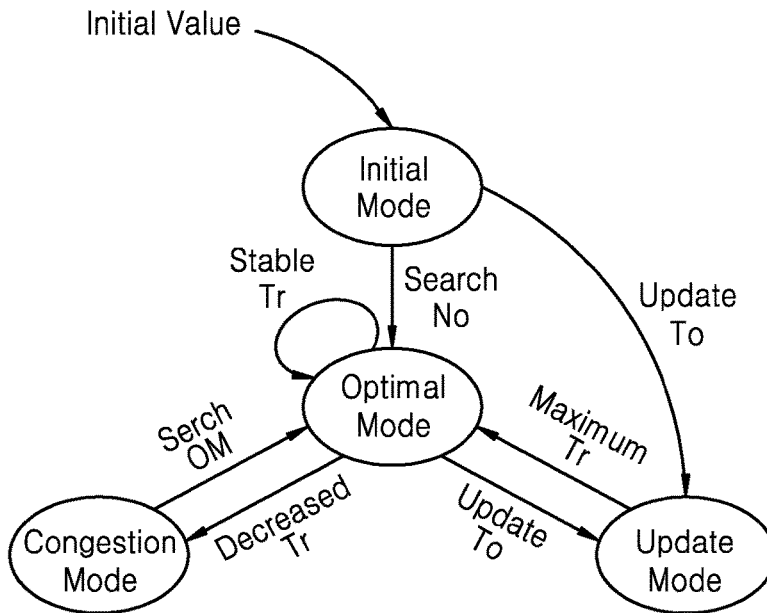 Initial Value
Initial
Mode
Stable
Tr
Search
No
Update
To
Optimal
Mode
Serch
OM
Maximum
Tr
Decreased
Tr
Update
To
Congestion
Mode
Update
Mode